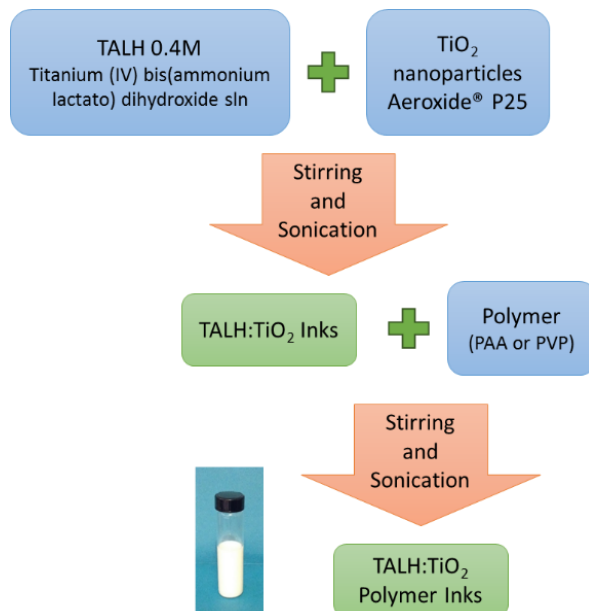 TALH 0.4M
Titanium (IV) bis(ammonium
lactato) dihydroxide sln
TiO₂
nanoparticles
Aeroxide® P25
Stirring
and
Sonication
TALH:TiO₂ Inks
Polymer
(PAA or PVP)
Stirring
and
Sonication
TALH:TiO₂
Polymer Inks